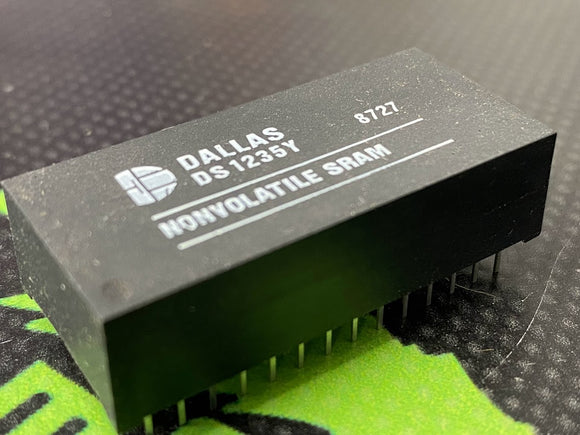 DALLAS
DS1235Y 8727
NONVOLATILE SRAM